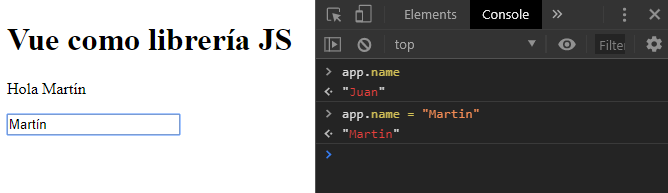 Vue como librería JS
Hola Martín
Martín
Elements Console »
top Filter
> app.name
"Juan"
> app.name = "Martin"
"Martin"
>